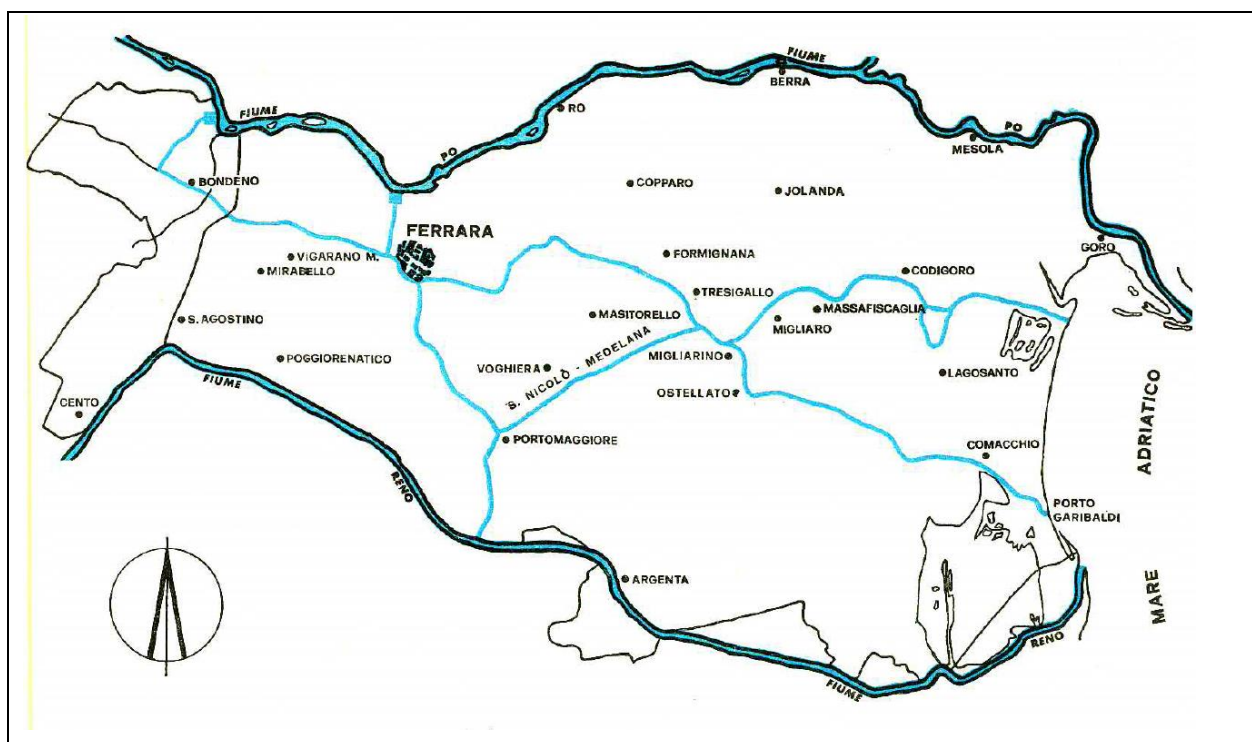 FIUME
BERRA
FIUME
RO
PO
PO
MESOLA
BONDENO
COPPARO
JOLANDA
FERRARA
GORO
VIGARANO M.
MIRABELLO
FORMIGNANA
CODIGORO
TRESIGALLO
S. AGOSTINO
MASITORELLO
MASSAFISCAGLIA
MIGLIARO
POGGIORENATICO
VOGHIERA
S. NICOLÒ - MEDELANA
MIGLIARINO
LAGOSANTO
FIUME
OSTELLATO
CENTO
PORTOMAGGIORE
COMACCHIO
MARE ADRIATICO
RENO
PORTO
GARIBALDI
ARGENTA
RENO
FIUME